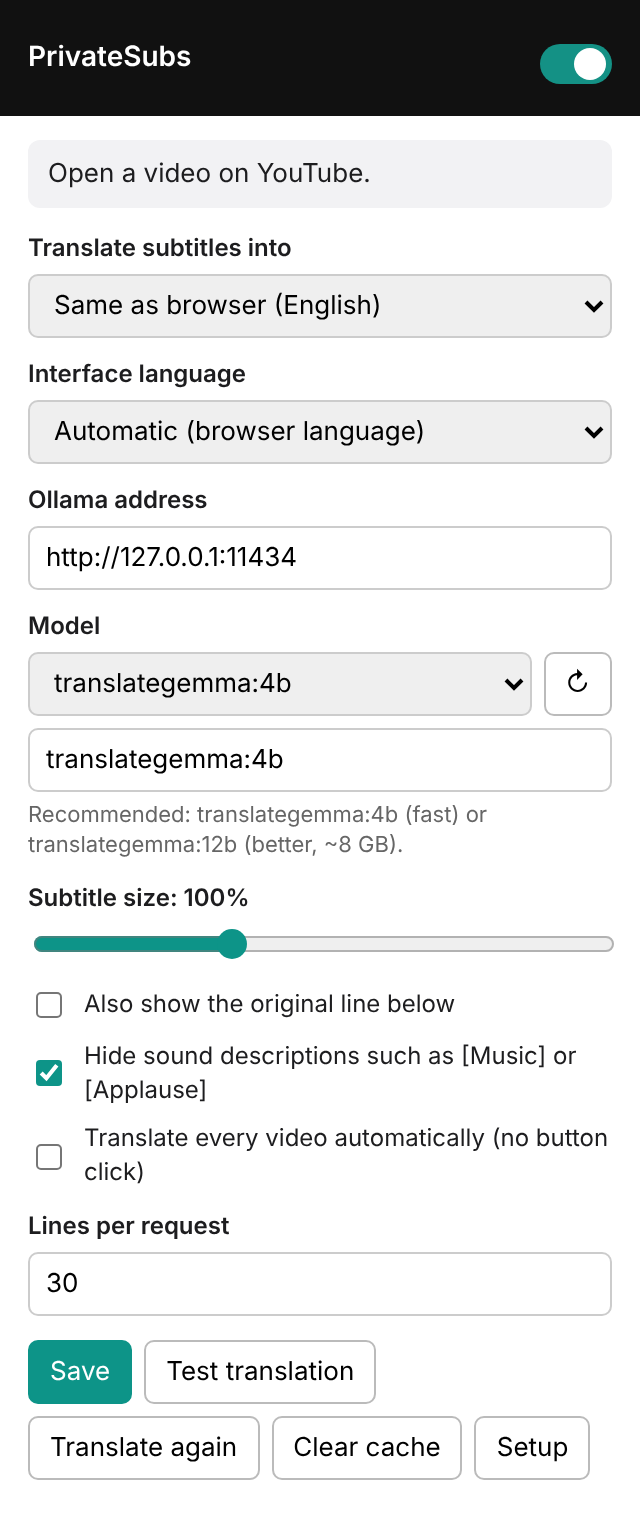 PrivateSubs
Open a video on YouTube.
Translate subtitles into
Same as browser (English)
Interface language
Automatic (browser language)
Ollama address
http://127.0.0.1:11434
Model
translategemma:4b
translategemma:4b
Recommended: translategemma:4b (fast) or
translategemma:12b (better, ~8 GB).
Subtitle size: 100%
Also show the original line below
Hide sound descriptions such as [Music] or
[Applause]
Translate every video automatically (no button
click)
Lines per request
30
Save
Test translation
Translate again
Clear cache
Setup